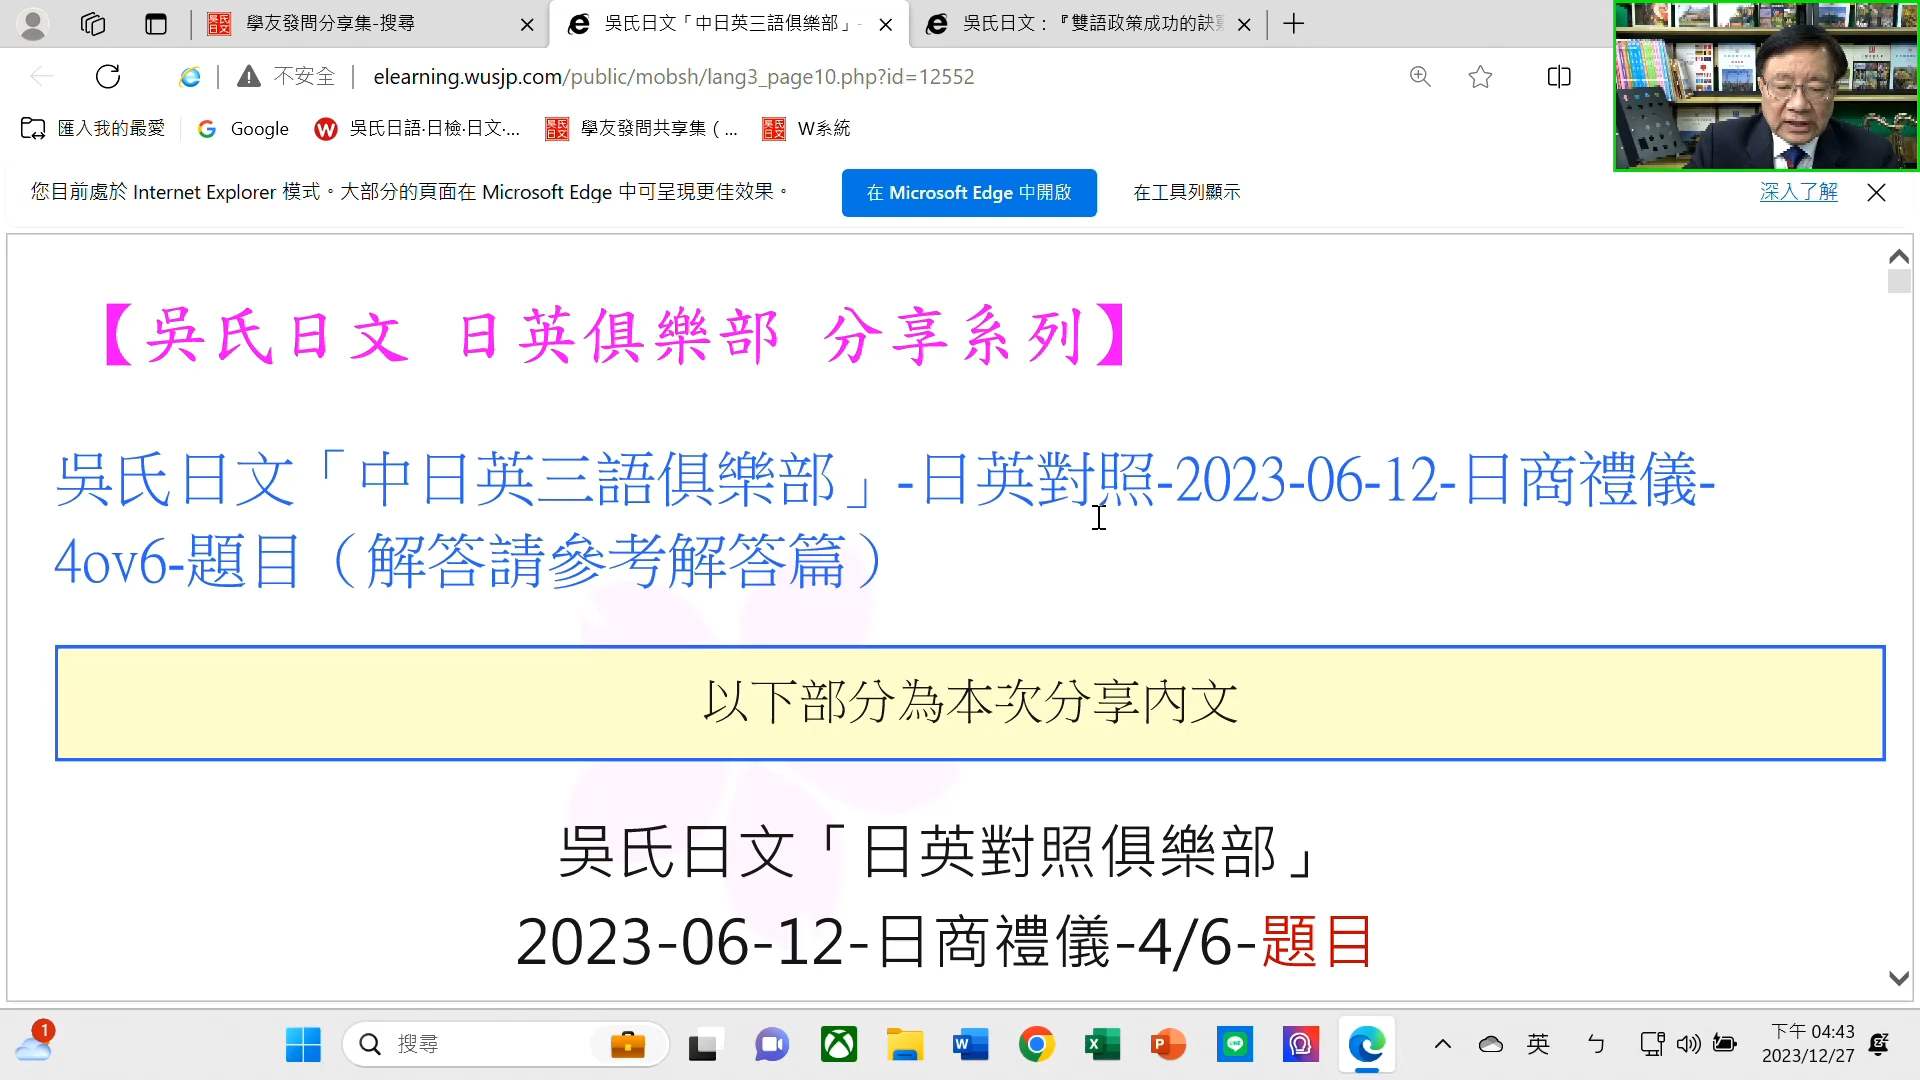 學友發問分享集-搜尋
吳氏日文「中日英三語俱樂部」-
吳氏日文：『雙語政策成功的訣
不安全
elearning.wusjp.com/public/mobsh/lang3_page10.php?id=12552
匯入我的最愛
Google
吳氏日語·日檢·日文·...
學友發問共享集（...
W系統
您目前處於 Internet Explorer 模式。大部分的頁面在 Microsoft Edge 中可呈現更佳效果。
在 Microsoft Edge 中開啟
在工具列顯示
深入了解
【吳氏日文 日英俱樂部 分享系列】
吳氏日文「中日英三語俱樂部」-日英對照-2023-06-12-日商禮儀-
4ov6-題目（解答請參考解答篇）
以下部分為本次分享內文
吳氏日文「日英對照俱樂部」
2023-06-12-日商禮儀-4/6-題目
1
搜尋
英
ㄅ
下午 04:43
2023/12/27